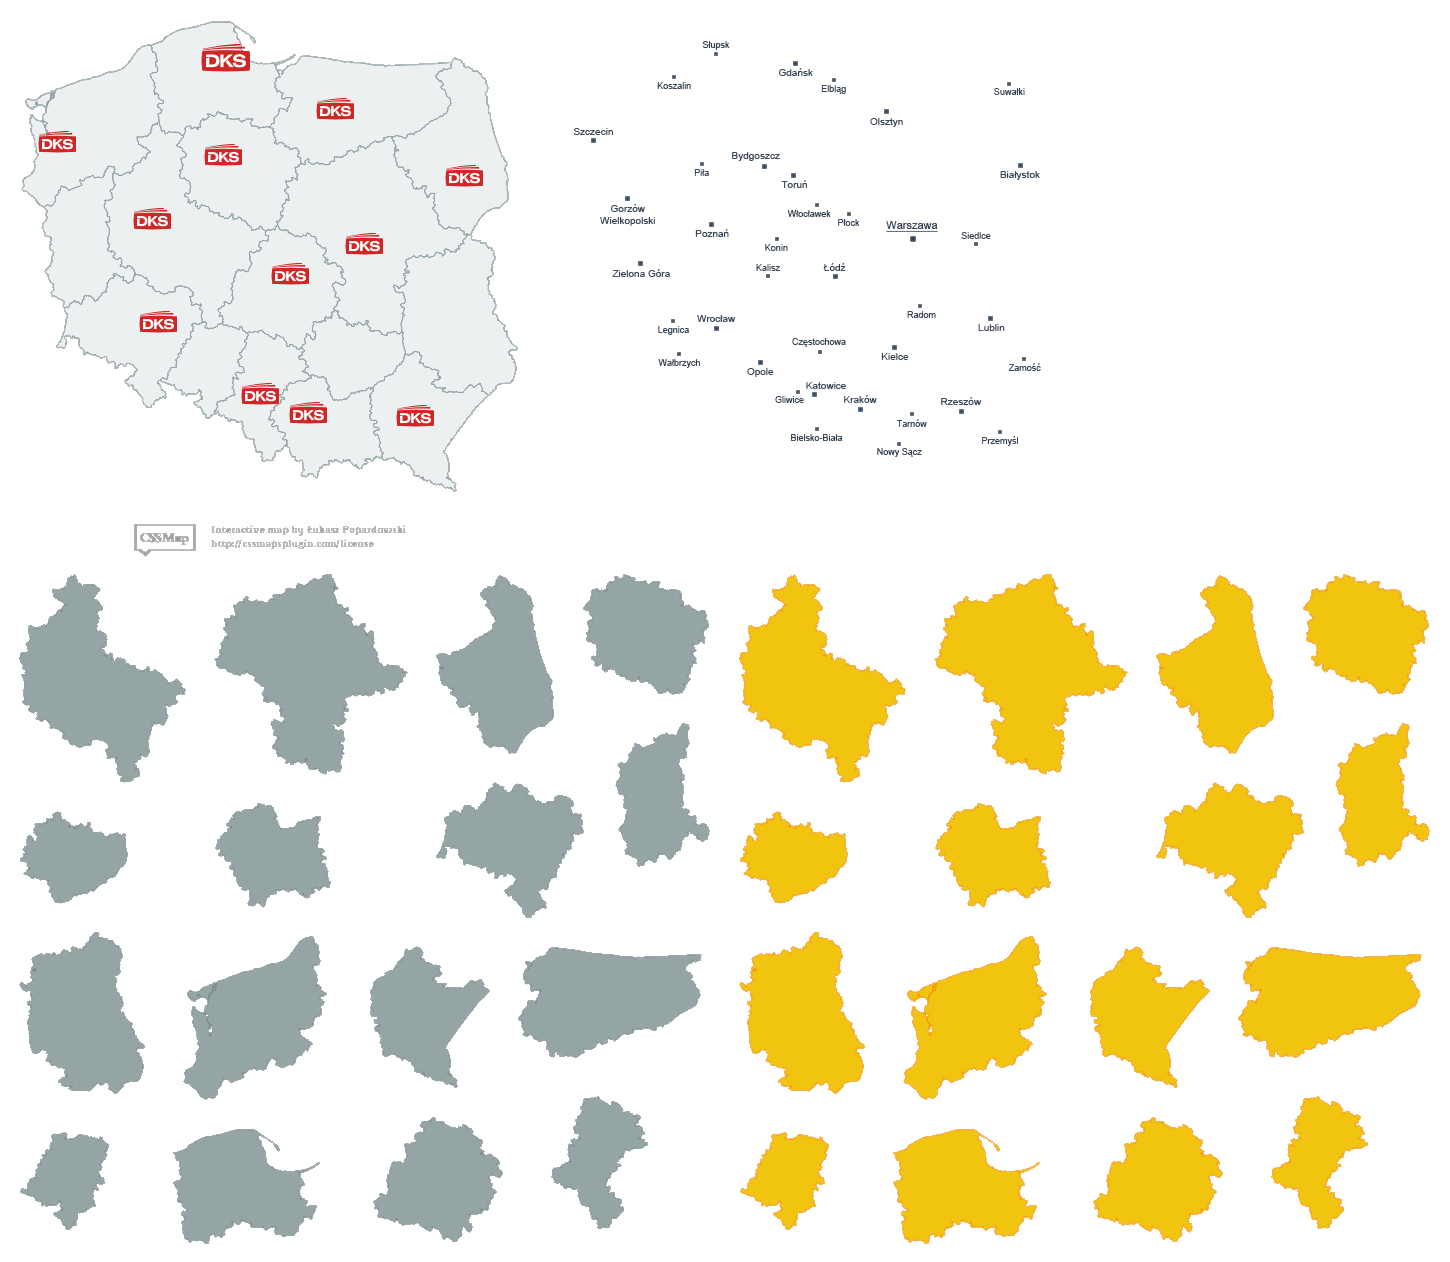 DKS
DKS
DKS
DKS
DKS
DKS
DKS
DKS
DKS
DKS
DKS
DKS
Słupsk
Gdańsk
Koszalin
Elbląg
Suwałki
Olsztyn
Szczecin
Bydgoszcz
Piła
Toruń
Białystok
Gorzów
Wielkopolski
Włocławek
Płock
Poznań
Warszawa
Siedlce
Konin
Zielona Góra
Kalisz
Łódź
Radom
Legnica
Wrocław
Lublin
Częstochowa
Kielce
Wałbrzych
Opole
Zamość
Katowice
Gliwice
Kraków
Rzeszów
Tarnów
Bielsko-Biała
Przemyśl
Nowy Sącz
CSSMap
Interactive map by Łukasz Popardowski
http://cssmapsplugin.com/license